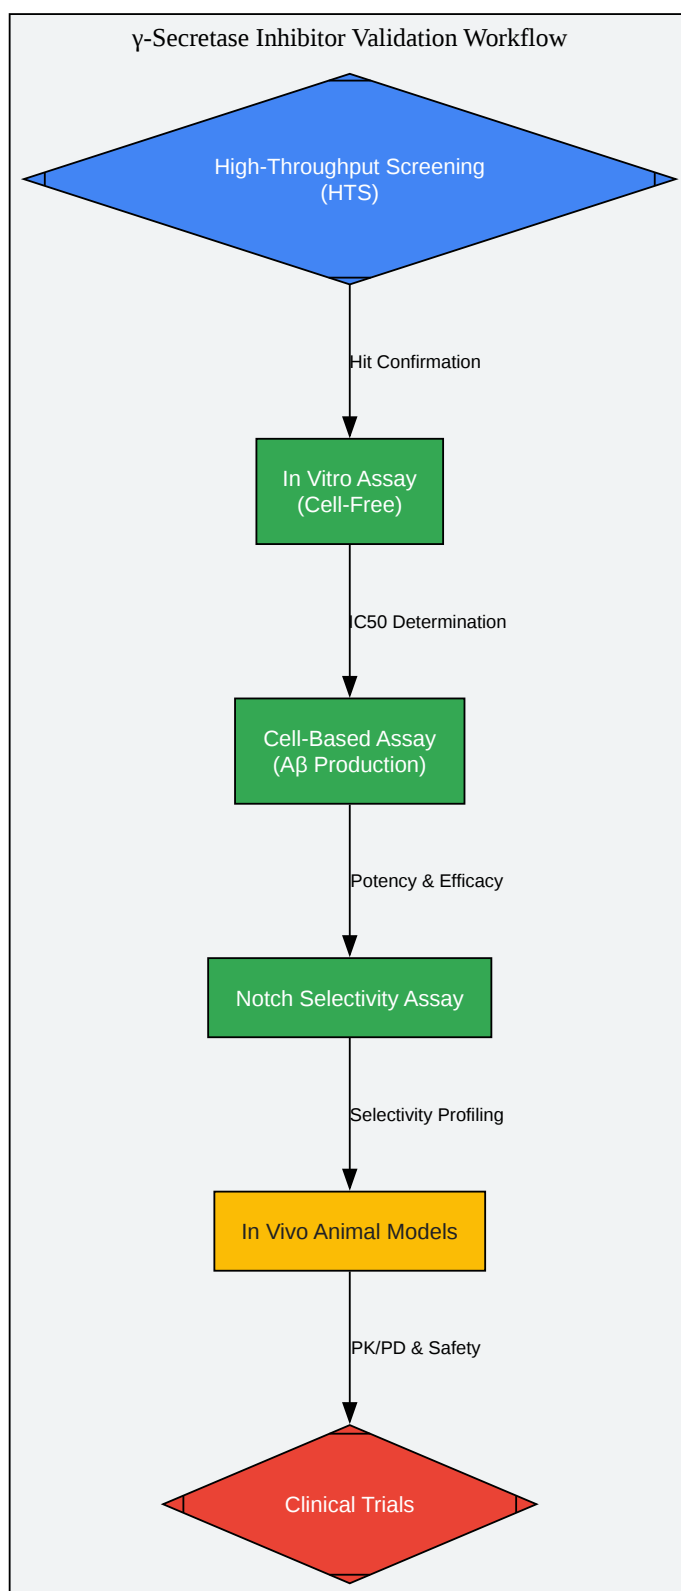 γ-Secretase Inhibitor Validation Workflow
High-Throughput Screening
(HTS)
Hit Confirmation
In Vitro Assay
(Cell-Free)
IC50 Determination
Cell-Based Assay
(Aβ Production)
Potency & Efficacy
Notch Selectivity Assay
Selectivity Profiling
In Vivo Animal Models
PK/PD & Safety
Clinical Trials